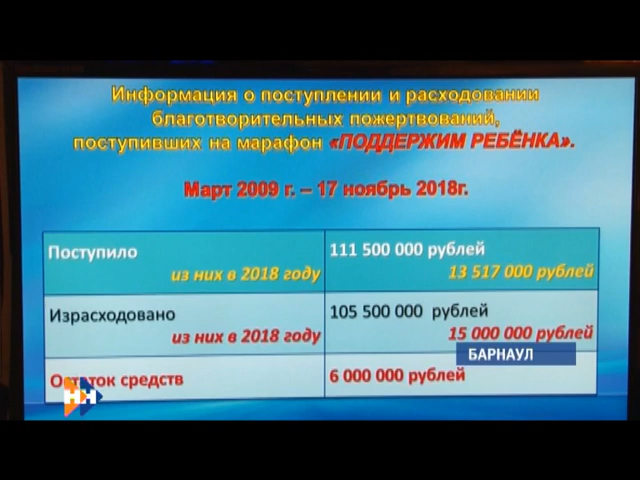 Информация о поступлении и расходовании
благотворительных пожертвований,
поступивших на марафон «ПОДДЕРЖИМ РЕБЁНКА».
Март 2009 г. – 17 ноябрь 2018г.
Поступило 111 500 000 рублей
из них в 2018 году 13 517 000 рублей
Израсходовано 105 500 000 рублей
из них в 2018 году 15 000 000 рублей
БАРНАУЛ
Остаток средств 6 000 000 рублей
НН